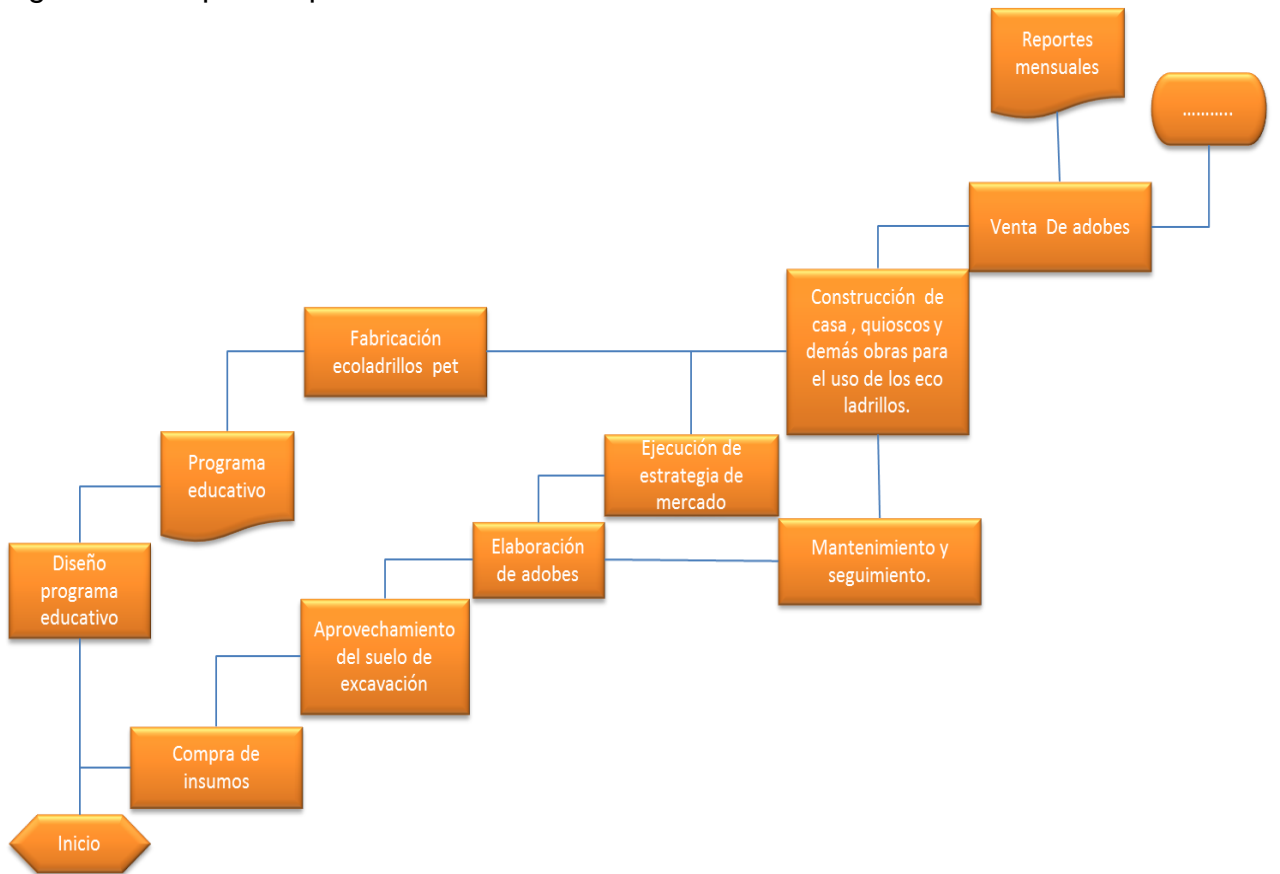 Reportes
mensuales
...........
Venta De adobes
Construcción de
casa , quioscos y
demás obras para
el uso de los eco
ladrillos.
Fabricación
ecoladrillos pet
Ejecución de
estrategia de
mercado
Programa
educativo
Elaboración
de adobes
Mantenimiento y
seguimiento.
Diseño
programa
educativo
Aprovechamiento
del suelo de
excavación
Compra de
insumos
Inicio